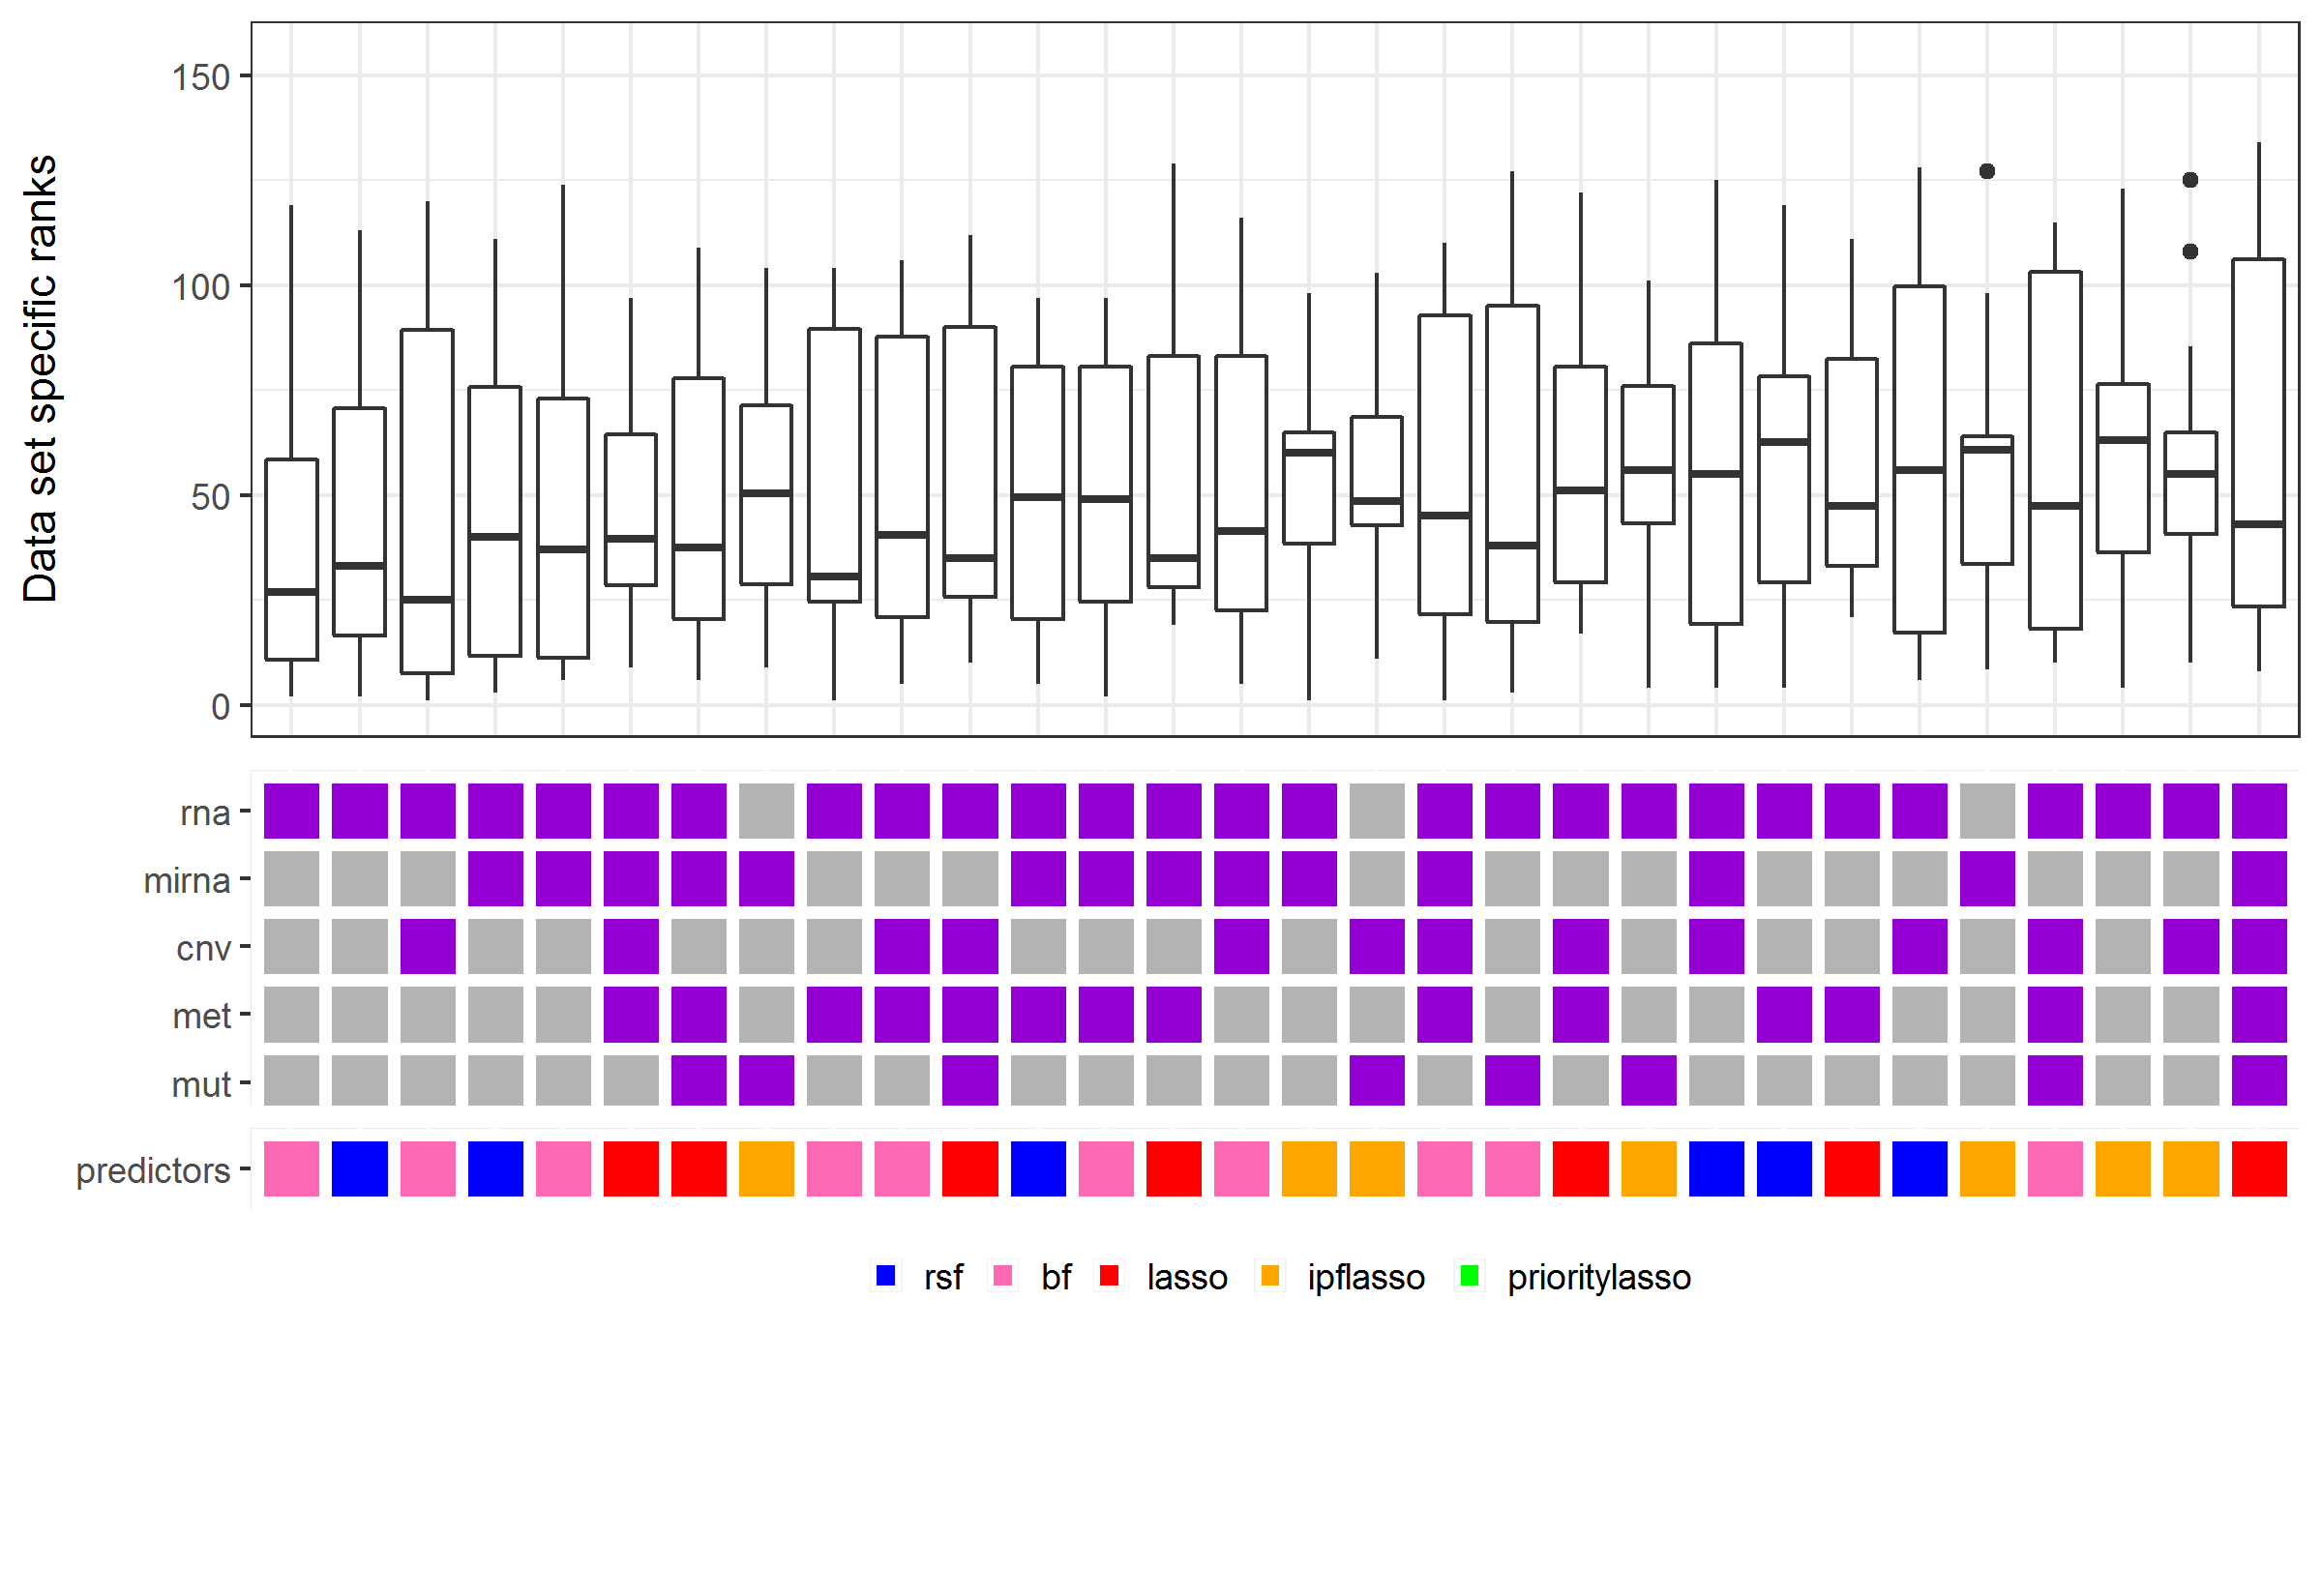 Data set specific ranks
150
100
50
0
rna
mirna
cnv
met
mut
predictors
rsf bf lasso ipflasso prioritylasso